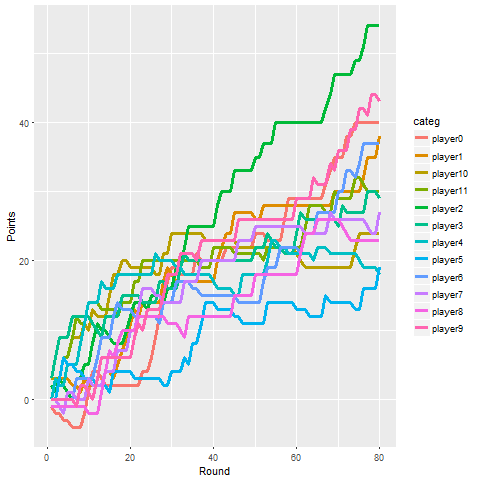 categ
player0
player1
player10
player11
player2
player3
player4
player5
player6
player7
player8
player9
Points
40
20
0
0
20
40
60
80
Round